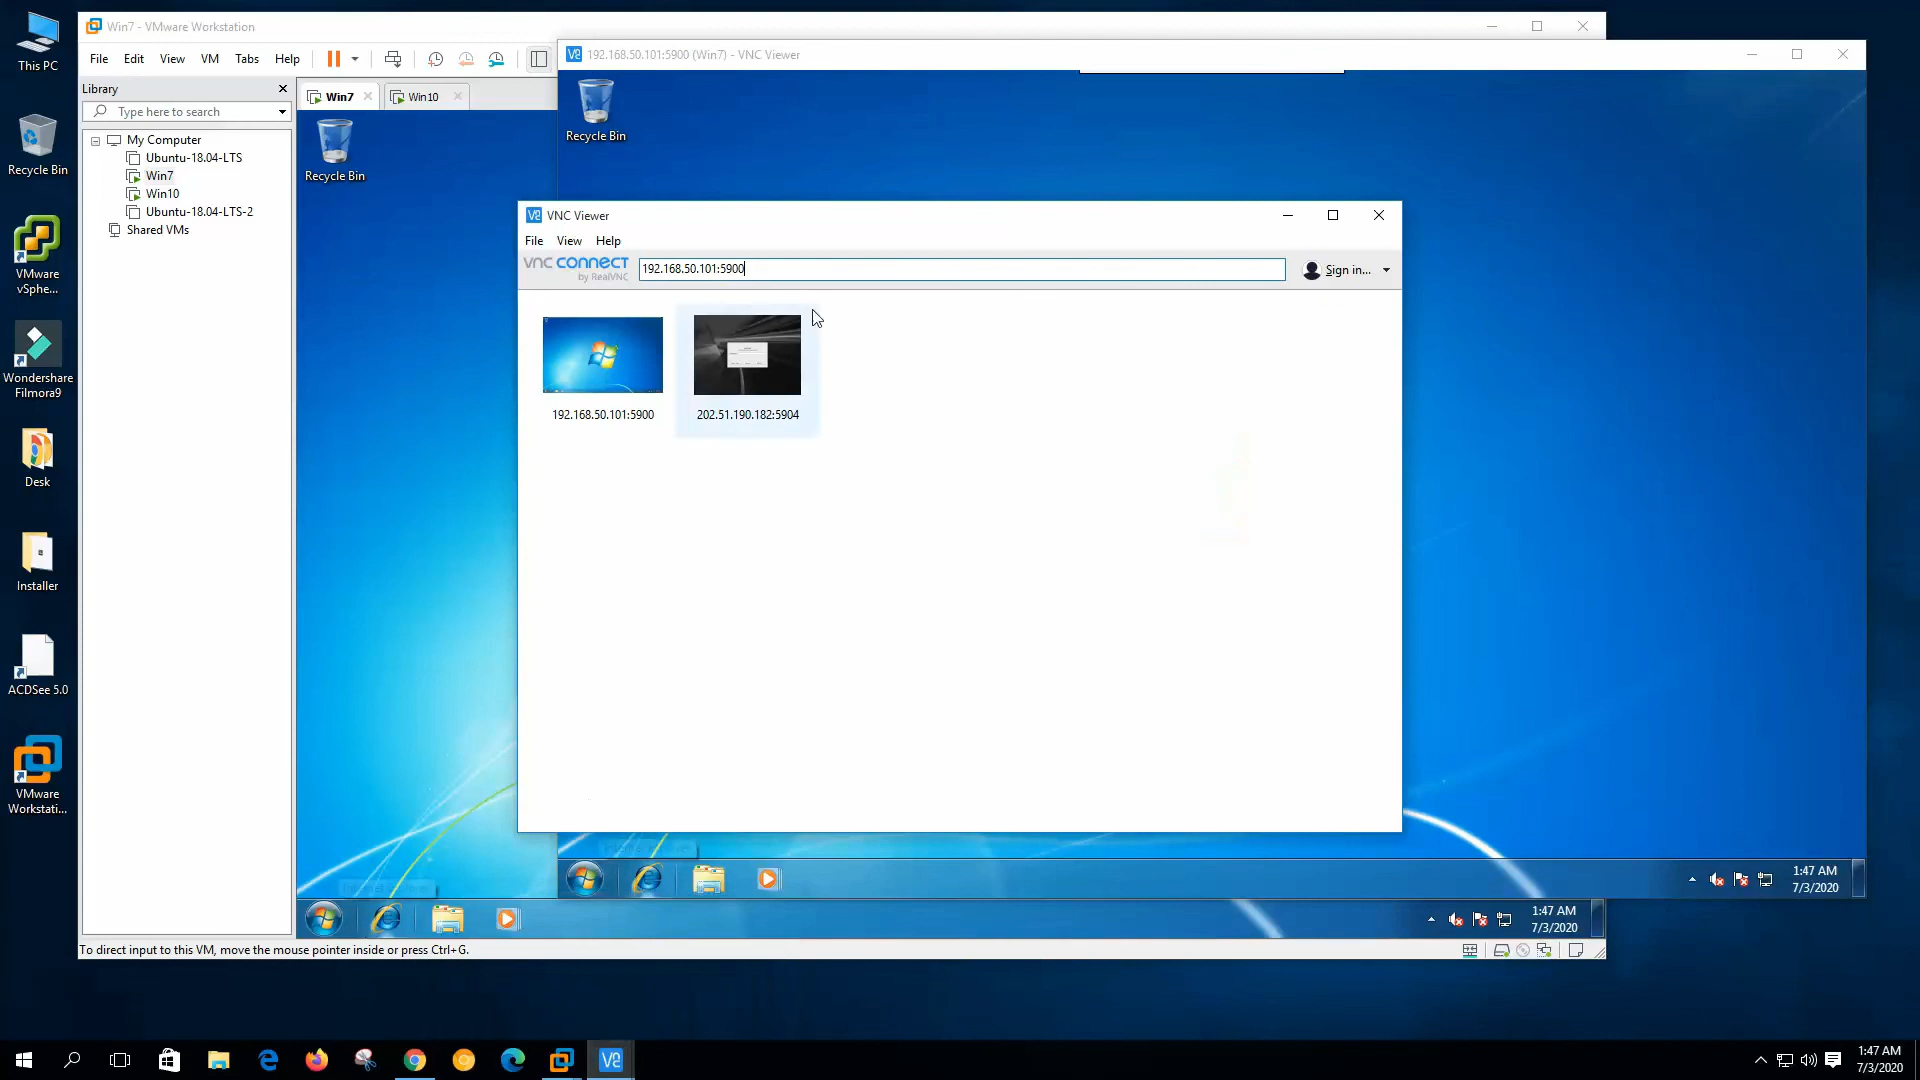 This PC
Recycle Bin
VMware
vSphe...
Wondershare
Filmora9
Desk
Installer
ACDSee 5.0
VMware
Workstati...
Win7 - VMware Workstation
File Edit View VM Tabs Help
Library
Type here to search
My Computer
Ubuntu-18.04-LTS
Win7
Win10
Ubuntu-18.04-LTS-2
Shared VMs
Win7
Win10
Recycle Bin
192.168.50.101:5900 (Win7) - VNC Viewer
Recycle Bin
VNC Viewer
File View Help
vnc connect
by RealVNC
192.168.50.101:5900
Sign in...
192.168.50.101:5900
202.51.190.182:5904
1:47 AM
7/3/2020
1:47 AM
7/3/2020
To direct input to this VM, move the mouse pointer inside or press Ctrl+G.
1:47 AM
7/3/2020